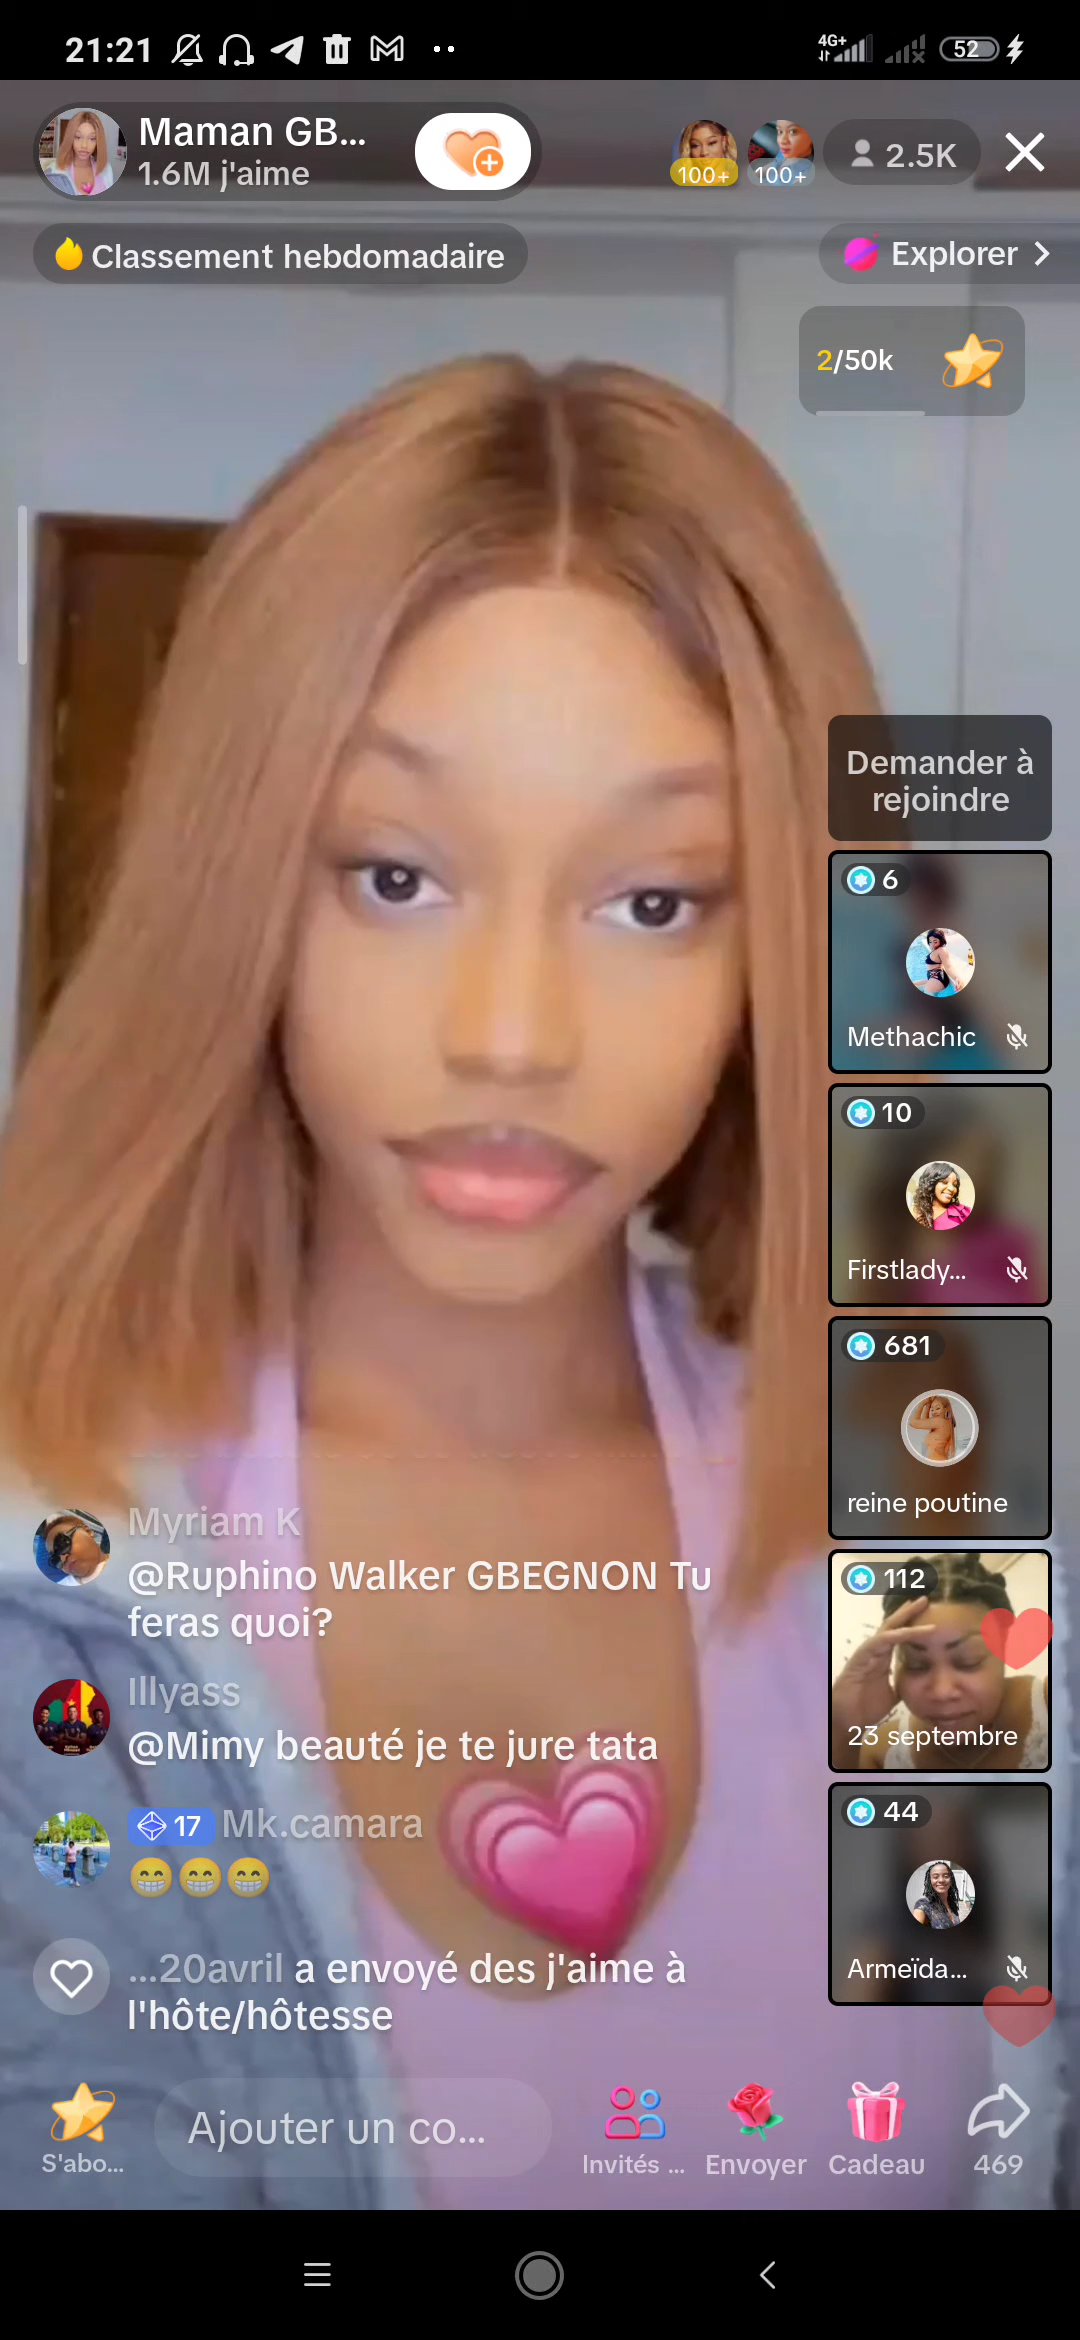 21:21
4G+
52
Maman GB...
1.6M j'aime
100+
100+
2.5K
Classement hebdomadaire
Explorer
2/50k
Demander à
rejoindre
6
Methachic
10
Firstlady...
681
reine poutine
112
23 septembre
44
Armeïda...
Myriam K
@Ruphino Walker GBEGNON Tu
feras quoi?
Illyass
@Mimy beauté je te jure tata
17 Mk.camara
😁😁😁
...20avril a envoyé des j'aime à
l'hôte/hôtesse
S'abo...
Ajouter un co...
Invités ...
Envoyer
Cadeau
469